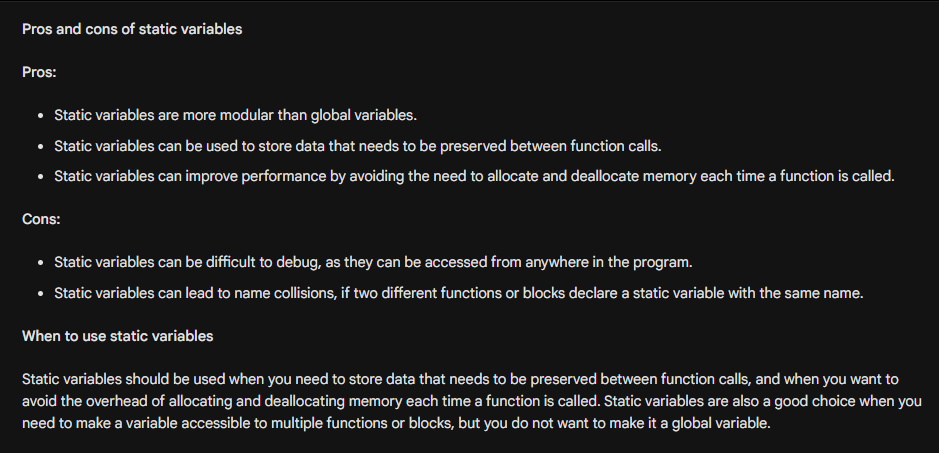 Pros and cons of static variables
Pros:
• Static variables are more modular than global variables.
• Static variables can be used to store data that needs to be preserved between function calls.
• Static variables can improve performance by avoiding the need to allocate and deallocate memory each time a function is called.
Cons:
• Static variables can be difficult to debug, as they can be accessed from anywhere in the program.
• Static variables can lead to name collisions, if two different functions or blocks declare a static variable with the same name.
When to use static variables
Static variables should be used when you need to store data that needs to be preserved between function calls, and when you want to
avoid the overhead of allocating and deallocating memory each time a function is called. Static variables are also a good choice when you
need to make a variable accessible to multiple functions or blocks, but you do not want to make it a global variable.